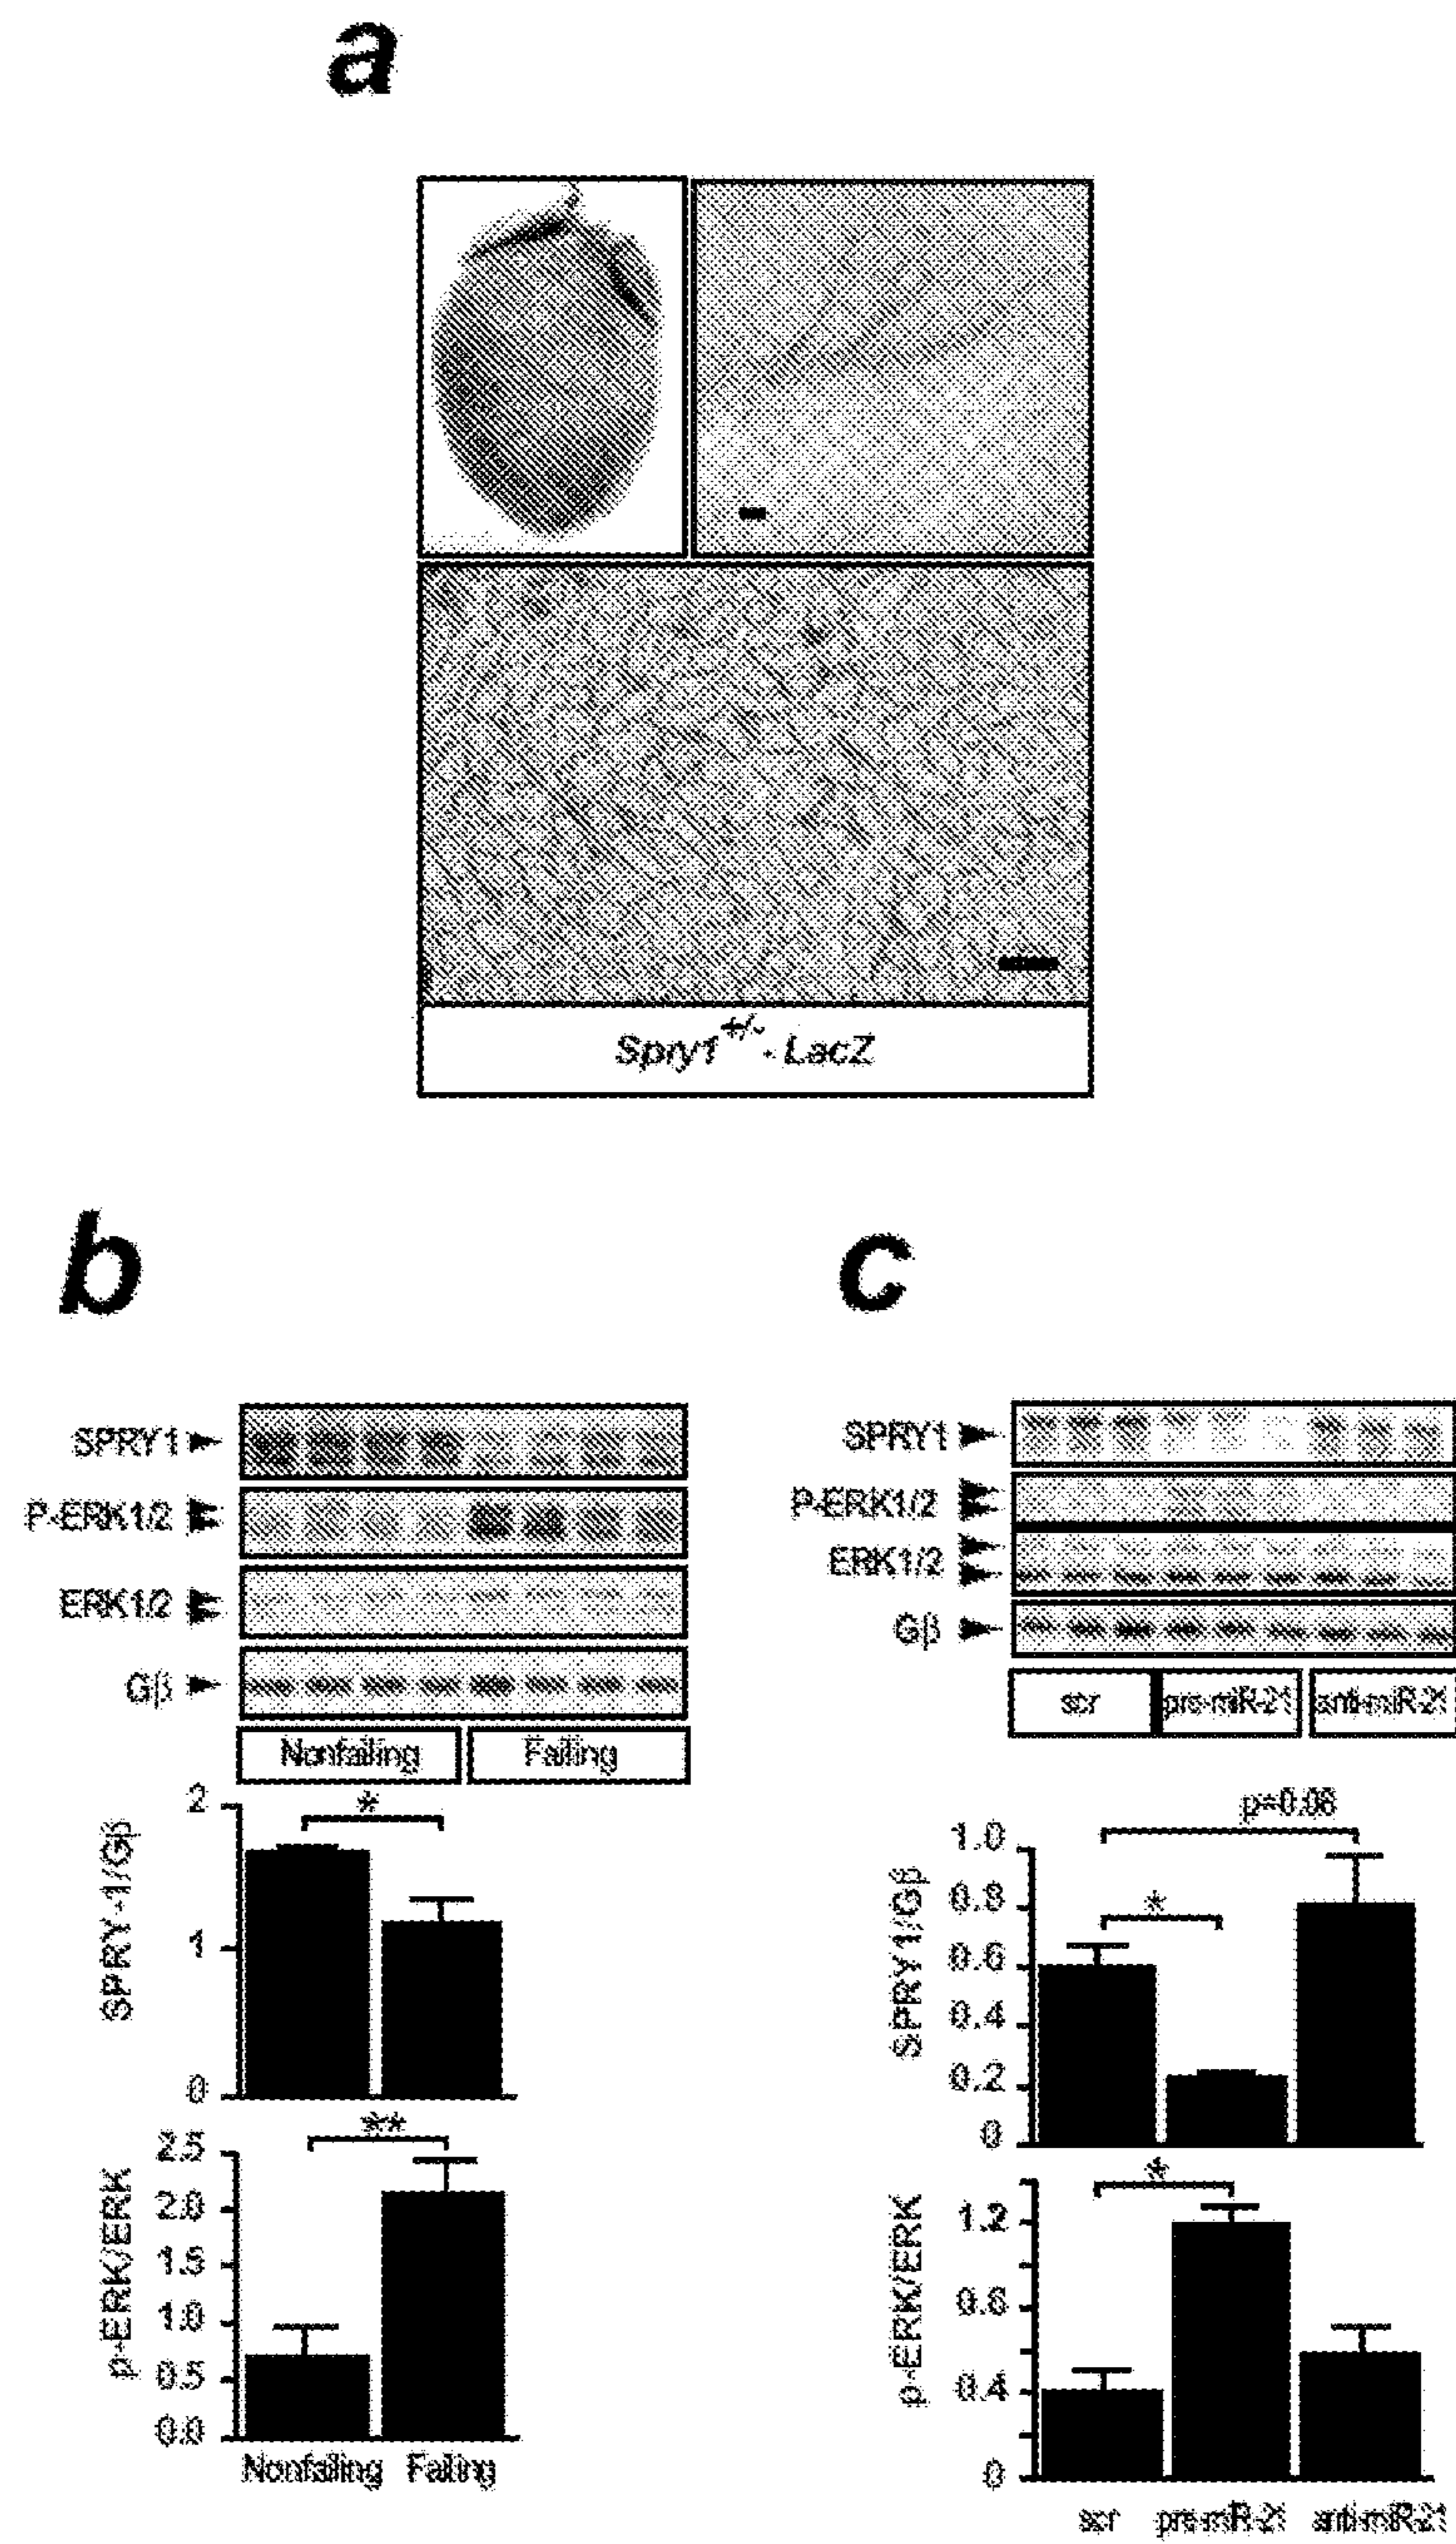 a
Spry1+/- - LacZ
b
SPRY1
P-ERK1/2
ERK1/2
Gβ
Nonfailing Failing
*
2
1
0
SPRY-1/Gβ
**
2.5
2.0
1.5
1.0
0.5
0.0
p-ERK/ERK
Nonfailing Failing
c
SPRY1
P-ERK1/2
ERK1/2
Gβ
scr pre-miR-21 anti-miR-21
p=0.08
*
1.0
0.8
0.6
0.4
0.2
0
SPRY1/Gβ
*
1.2
0.8
0.4
0
p-ERK/ERK
scr pre-miR-21 anti-miR-21